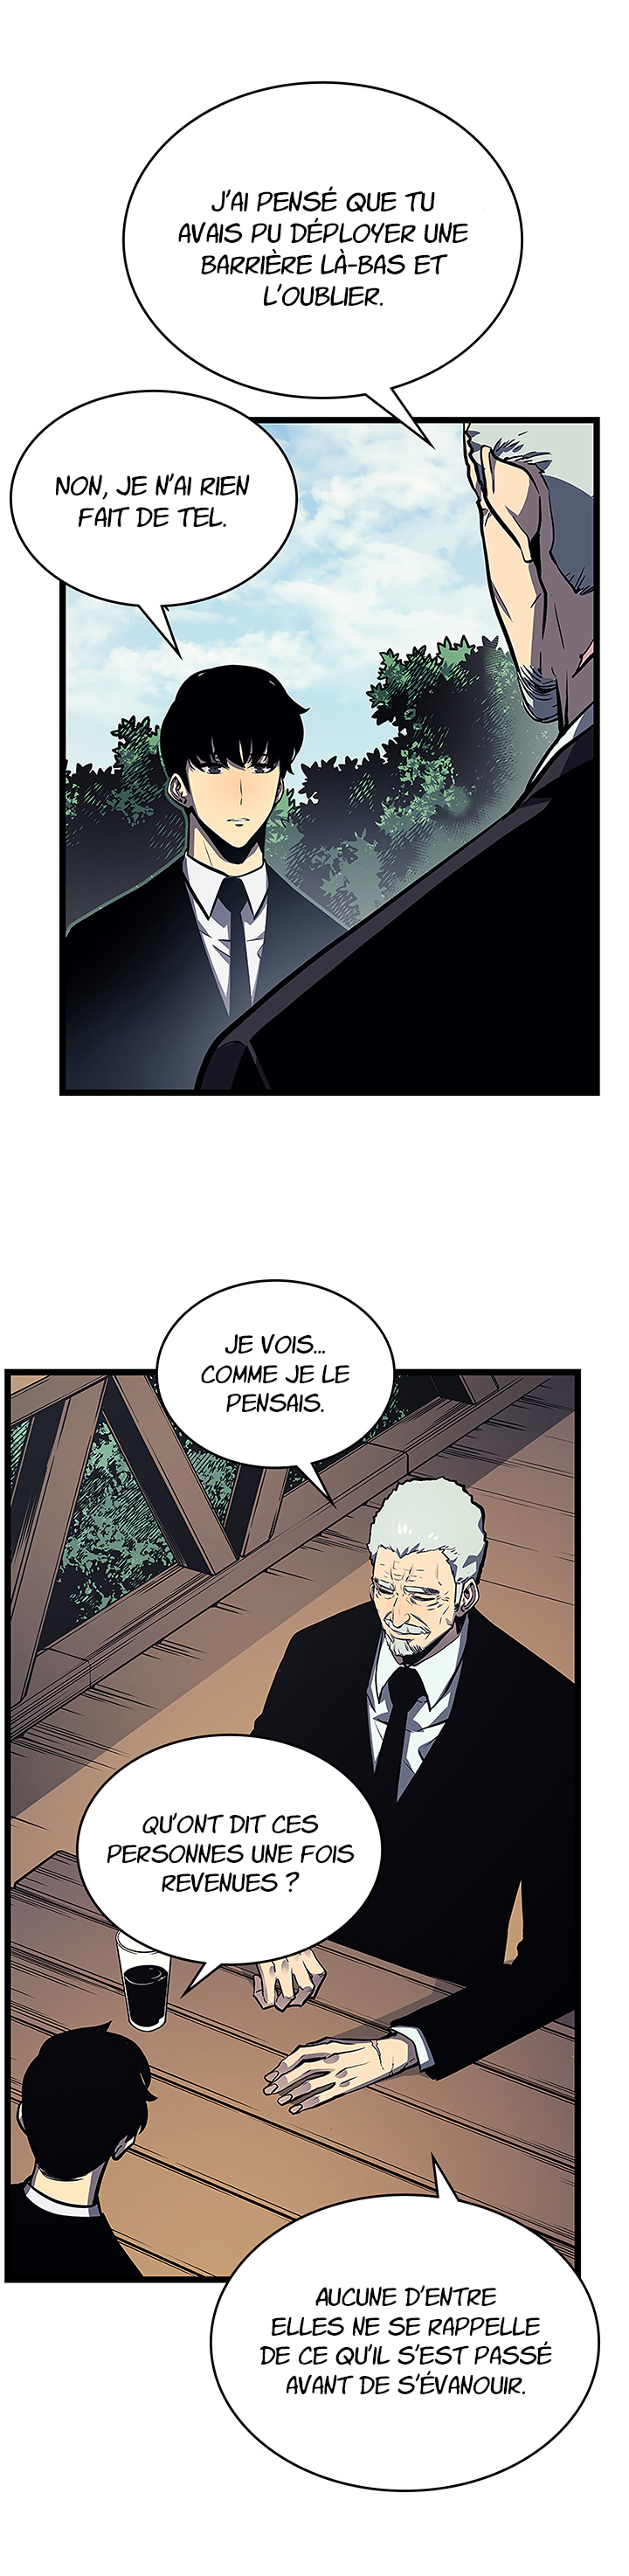 J'AI PENSÉ QUE TU
AVAIS PU DÉPLOYER UNE
BARRIÈRE LÀ-BAS ET
L'OUBLIER.
NON, JE N'AI RIEN
FAIT DE TEL.
JE VOIS...
COMME JE LE
PENSAIS.
QU'ONT DIT CES
PERSONNES UNE FOIS
REVENUES ?
AUCUNE D'ENTRE
ELLES NE SE RAPPELLE
DE CE QU'IL S'EST PASSÉ
AVANT DE S'ÉVANOUIR.